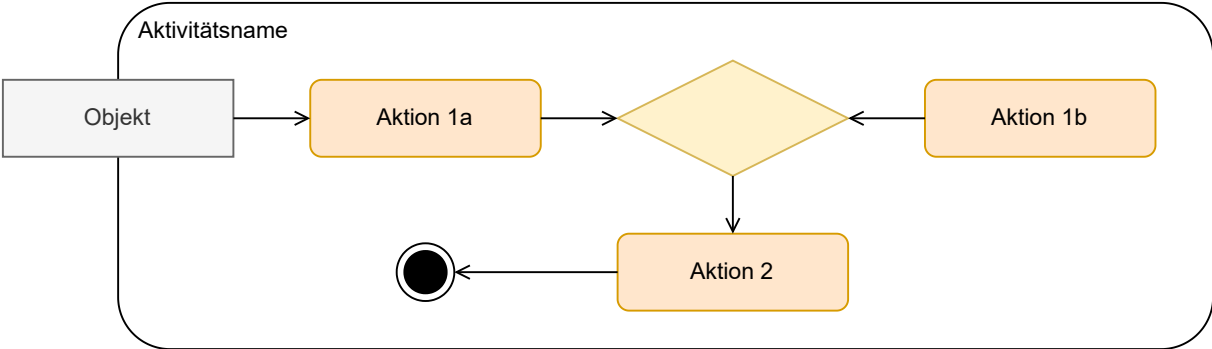 Aktivitätsname
Objekt
Aktion 1a
Aktion 1b
Aktion 2